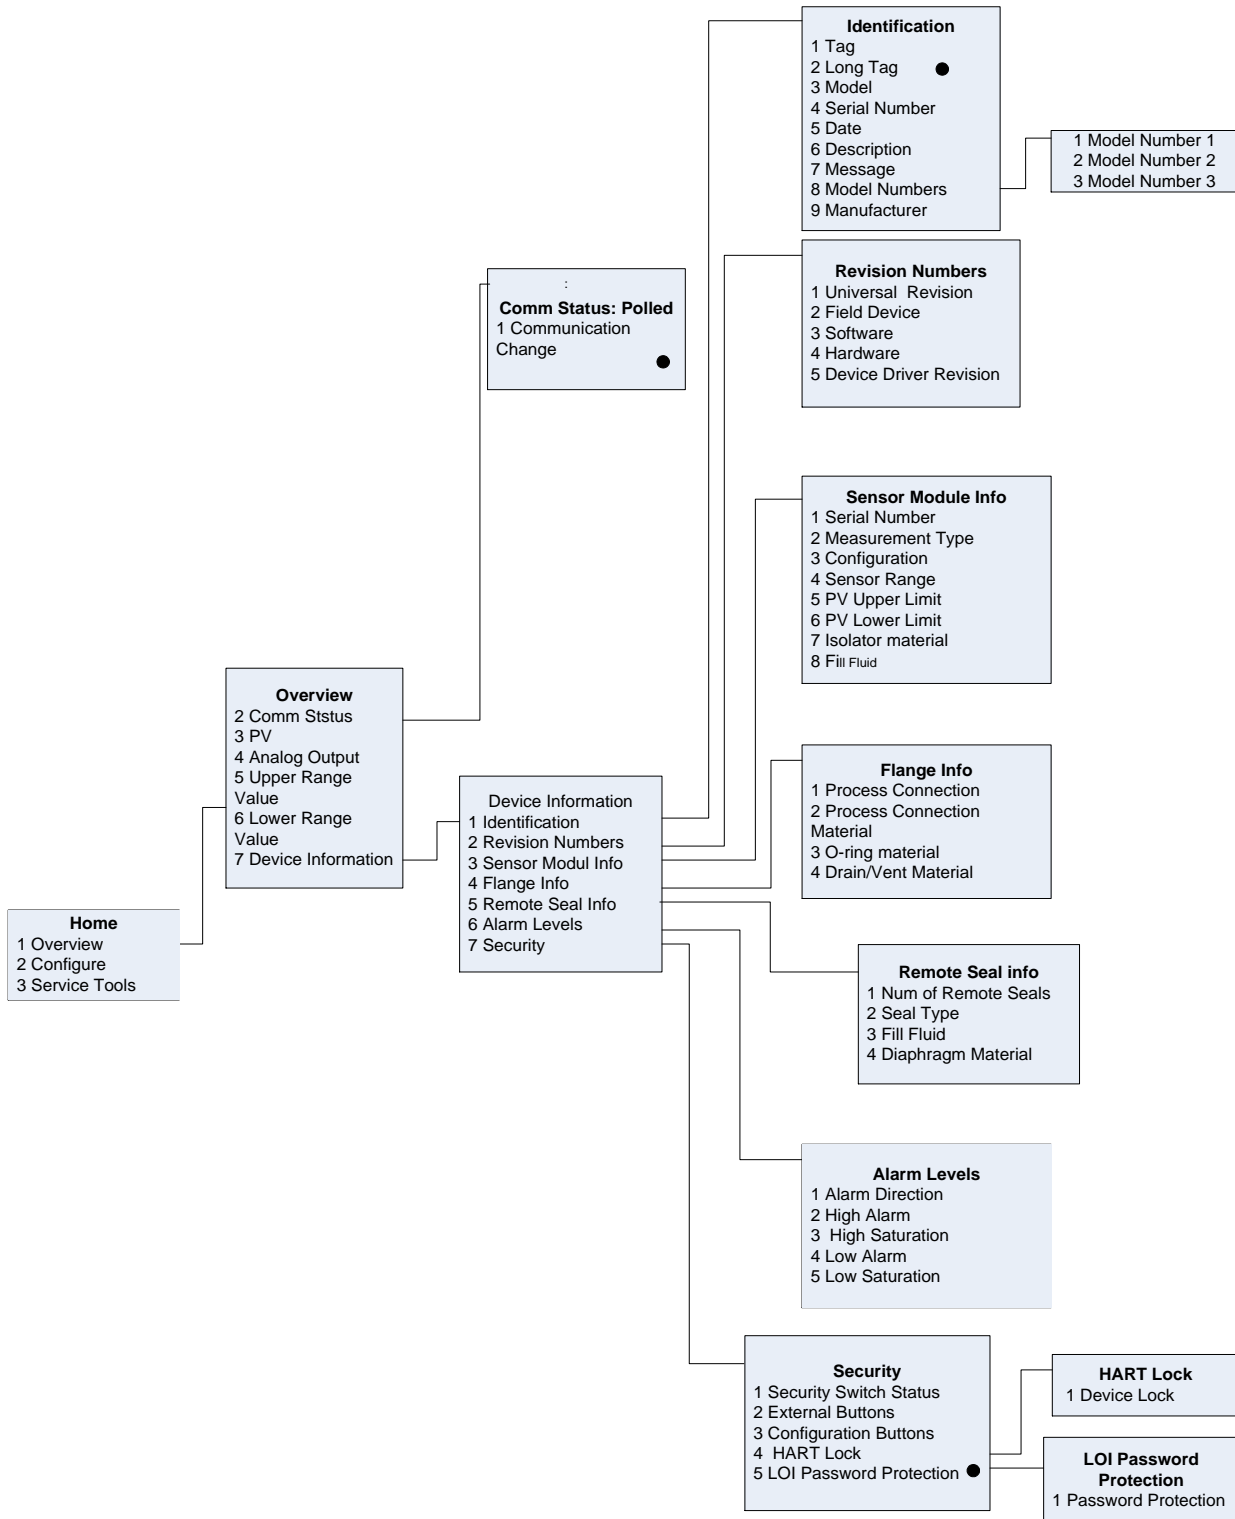 Identification
1 Tag
2 Long Tag
3 Model
4 Serial Number
5 Date
6 Description
7 Message
8 Model Numbers
9 Manufacturer
1 Model Number 1
2 Model Number 2
3 Model Number 3
Revision Numbers
1 Universal Revision
2 Field Device
3 Software
4 Hardware
5 Device Driver Revision
:
Comm Status: Polled
1 Communication
Change
Sensor Module Info
1 Serial Number
2 Measurement Type
3 Configuration
4 Sensor Range
5 PV Upper Limit
6 PV Lower Limit
7 Isolator material
8 Fill Fluid
Overview
2 Comm Ststus
3 PV
4 Analog Output
5 Upper Range
Value
6 Lower Range
Value
7 Device Information
Flange Info
1 Process Connection
2 Process Connection
Material
3 O-ring material
4 Drain/Vent Material
Device Information
1 Identification
2 Revision Numbers
3 Sensor Modul Info
4 Flange Info
5 Remote Seal Info
6 Alarm Levels
7 Security
Home
1 Overview
2 Configure
3 Service Tools
Remote Seal info
1 Num of Remote Seals
2 Seal Type
3 Fill Fluid
4 Diaphragm Material
Alarm Levels
1 Alarm Direction
2 High Alarm
3 High Saturation
4 Low Alarm
5 Low Saturation
Security
1 Security Switch Status
2 External Buttons
3 Configuration Buttons
4 HART Lock
5 LOI Password Protection
HART Lock
1 Device Lock
LOI Password
Protection
1 Password Protection